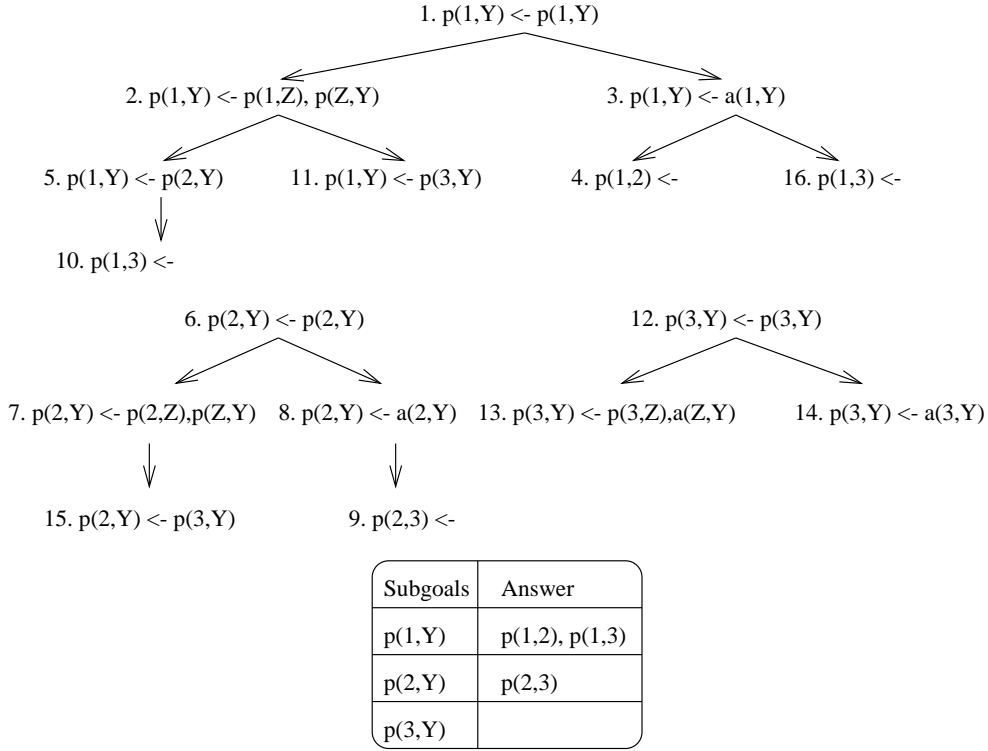 1. p(1,Y) <- p(1,Y)
2. p(1,Y) <- p(1,Z), p(Z,Y)
3. p(1,Y) <- a(1,Y)
5. p(1,Y) <- p(2,Y)
11. p(1,Y) <- p(3,Y)
4. p(1,2) <-
16. p(1,3) <-
10. p(1,3) <-
6. p(2,Y) <- p(2,Y)
12. p(3,Y) <- p(3,Y)
7. p(2,Y) <- p(2,Z),p(Z,Y)
8. p(2,Y) <- a(2,Y)
13. p(3,Y) <- p(3,Z),a(Z,Y)
14. p(3,Y) <- a(3,Y)
15. p(2,Y) <- p(3,Y)
9. p(2,3) <-
Subgoals Answer
p(1,Y) p(1,2), p(1,3)
p(2,Y) p(2,3)
p(3,Y)